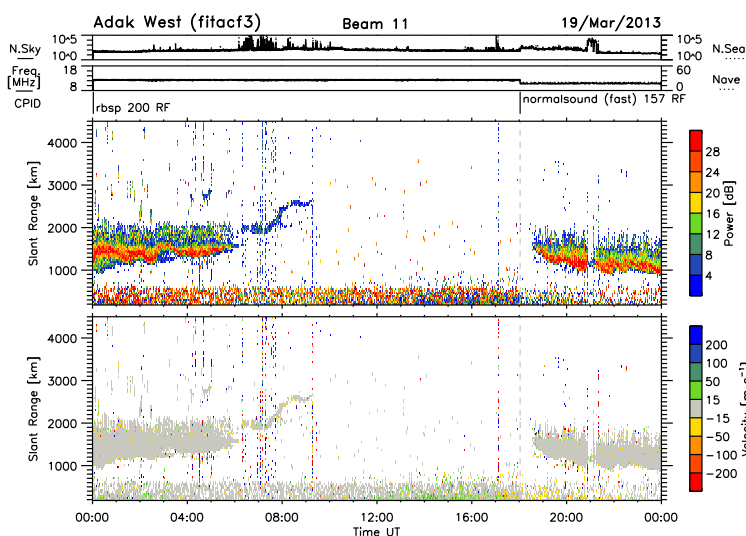 Adak West (fitacf3) Beam 11 19/Mar/2013
N.Sky 10^5 10^0 10^5 10^0 N.Sea
Freq. [MHz] 18 8 60 0 Nave
CPID rbsp 200 RF normalsound (fast) 157 RF
Slant Range [km] 4000 3000 2000 1000
Power [dB] 28 24 20 16 12 8 4
Slant Range [km] 4000 3000 2000 1000
Velocity [m s⁻¹] 200 100 50 15 -15 -50 -100 -200
00:00 04:00 08:00 12:00 16:00 20:00 00:00
Time UT